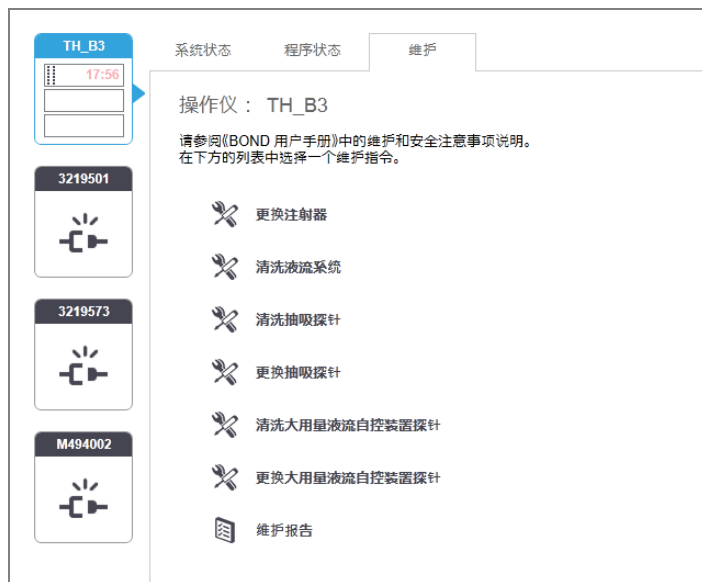 TH_B3
17:56
3219501
3219573
M494002
系统状态 程序状态 维护
操作仪： TH_B3
请参阅《BOND 用户手册》中的维护和安全注意事项说明。
在下方的列表中选择一个维护指令。
更换注射器
清洗液流系统
清洗抽吸探针
更换抽吸探针
清洗大用量液流自控装置探针
更换大用量液流自控装置探针
维护报告